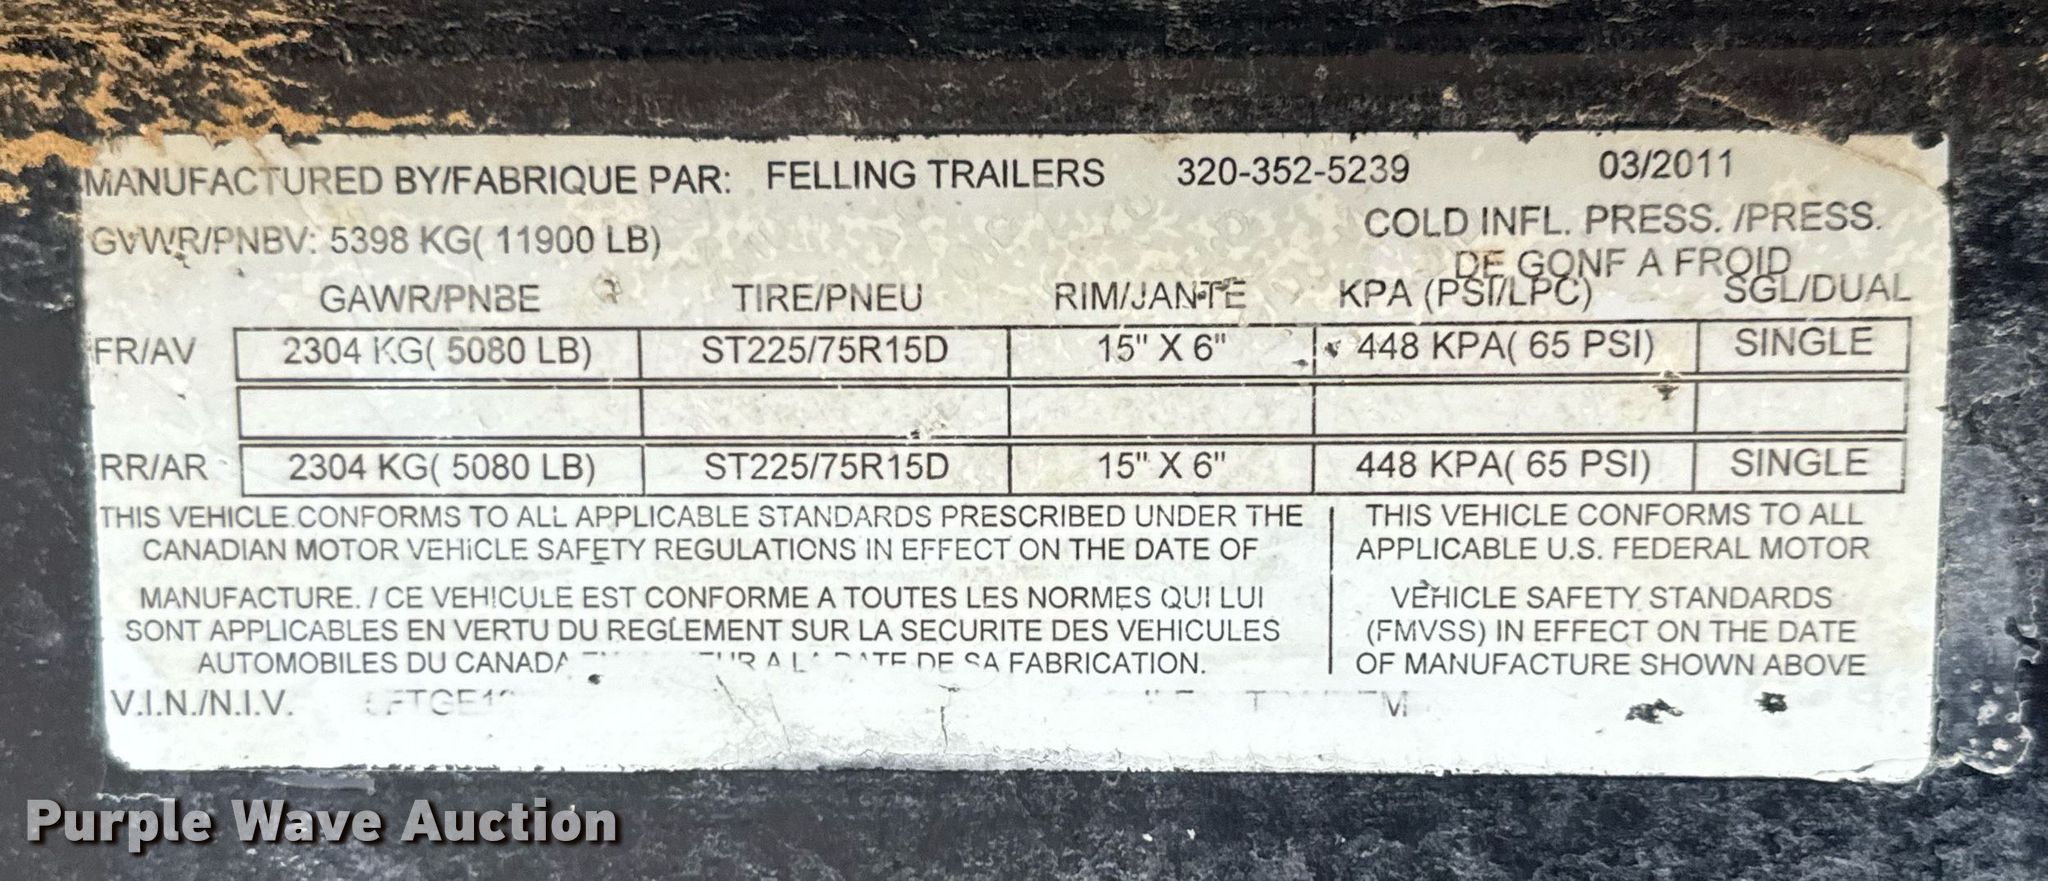 MANUFACTURED BY/FABRIQUE PAR: FELLING TRAILERS 320-352-5239 03/2011
GVWR/PNBV: 5398 KG( 11900 LB)
COLD INFL. PRESS. /PRESS.
DE GONF A FROID
GAWR/PNBE TIRE/PNEU RIM/JANTE KPA (PSI/LPC) SGL/DUAL
FR/AV 2304 KG( 5080 LB) ST225/75R15D 15" X 6" 448 KPA( 65 PSI) SINGLE
RR/AR 2304 KG( 5080 LB) ST225/75R15D 15" X 6" 448 KPA( 65 PSI) SINGLE
THIS VEHICLE CONFORMS TO ALL APPLICABLE STANDARDS PRESCRIBED UNDER THE
CANADIAN MOTOR VEHICLE SAFETY REGULATIONS IN EFFECT ON THE DATE OF
MANUFACTURE. / CE VEHICULE EST CONFORME A TOUTES LES NORMES QUI LUI
SONT APPLICABLES EN VERTU DU REGLEMENT SUR LA SECURITE DES VEHICULES
AUTOMOBILES DU CANADA A LA DATE DE SA FABRICATION.
THIS VEHICLE CONFORMS TO ALL
APPLICABLE U.S. FEDERAL MOTOR
VEHICLE SAFETY STANDARDS
(FMVSS) IN EFFECT ON THE DATE
OF MANUFACTURE SHOWN ABOVE
V.I.N./N.I.V.
Purple Wave Auction